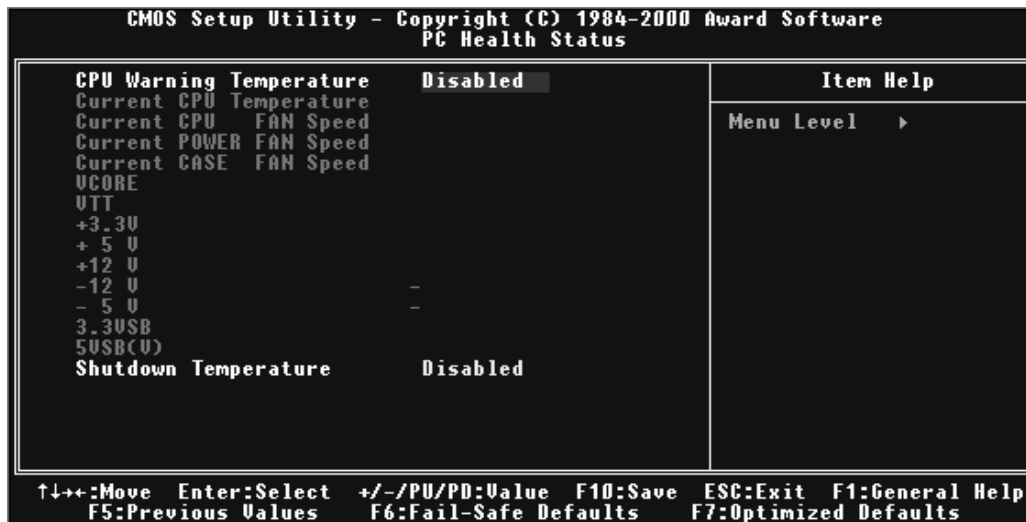 CMOS Setup Utility - Copyright (C) 1984-2000 Award Software
PC Health Status
CPU Warning Temperature Disabled
Current CPU Temperature
Current CPU FAN Speed
Current POWER FAN Speed
Current CASE FAN Speed
VCORE
VTT
+3.3V
+ 5 V
+12 V
-12 V -
- 5 V -
3.3VSB
5VSB(V)
Shutdown Temperature Disabled
Item Help
Menu Level ▸
↑↓→←:Move Enter:Select +/-/PU/PD:Value F10:Save ESC:Exit F1:General Help
F5:Previous Values F6:Fail-Safe Defaults F7:Optimized Defaults